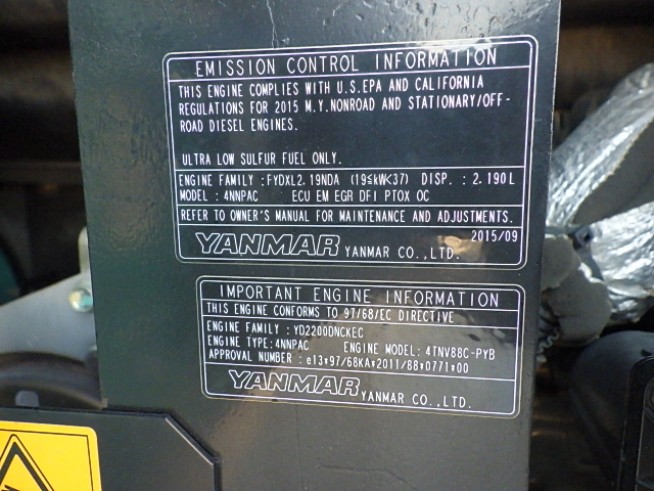 EMISSION CONTROL INFORMATION
THIS ENGINE COMPLIES WITH U.S.EPA AND CALIFORNIA
REGULATIONS FOR 2015 M.Y.NONROAD AND STATIONARY/OFF-
ROAD DIESEL ENGINES.
ULTRA LOW SULFUR FUEL ONLY.
ENGINE FAMILY :FYDXL2.19NDA (19≤kW<37) DISP. : 2.190L
MODEL : 4NNPAC ECU EM EGR DFI PTOX OC
REFER TO OWNER'S MANUAL FOR MAINTENANCE AND ADJUSTMENTS.
2015/09
YANMAR YANMAR CO.,LTD.
IMPORTANT ENGINE INFORMATION
THIS ENGINE CONFORMS TO 97/68/EC DIRECTIVE
ENGINE FAMILY : YD2200DNCKEC
ENGINE TYPE:4NNPAC ENGINE MODEL: 4TNV88C-PYB
APPROVAL NUMBER : e13*97/68KA*2011/88*0771*00
YANMAR YANMAR CO.,LTD.